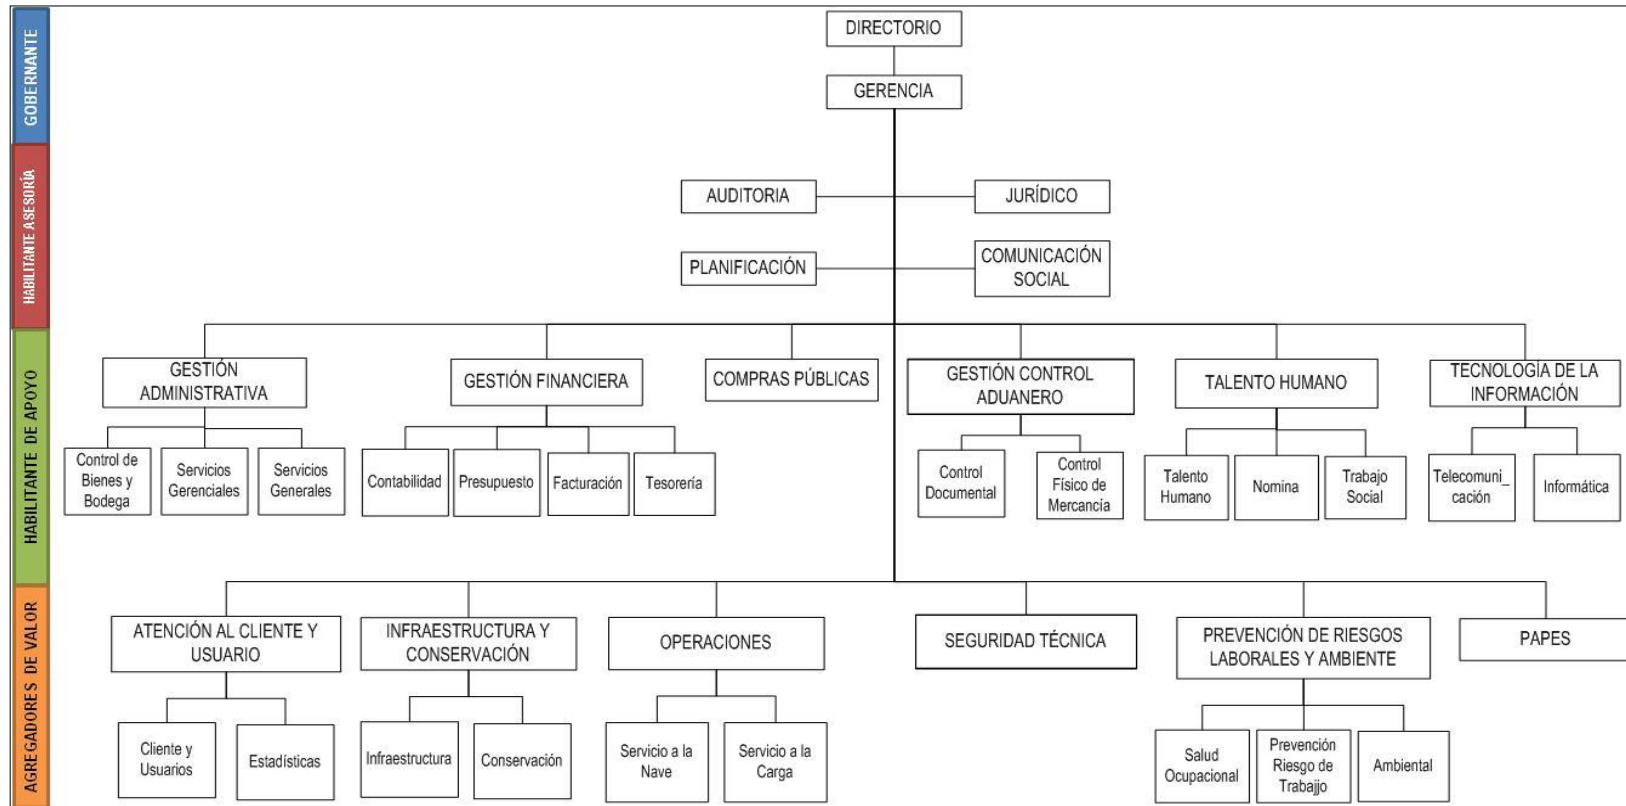 GOBERNANTE
DIRECTORIO
GERENCIA
HABILITANTE ASESORÍA
AUDITORIA
JURÍDICO
PLANIFICACIÓN
COMUNICACIÓN
SOCIAL
HABILITANTE DE APOYO
GESTIÓN
ADMINISTRATIVA
GESTIÓN FINANCIERA
COMPRAS PÚBLICAS
GESTIÓN CONTROL
ADUANERO
TALENTO HUMANO
TECNOLOGÍA DE LA
INFORMACIÓN
Control de
Bienes y
Bodega
Servicios
Gerenciales
Servicios
Generales
Contabilidad
Presupuesto
Facturación
Tesorería
Control
Documental
Control
Físico de
Mercancía
Talento
Humano
Nomina
Trabajo
Social
Telecomuni_
cación
Informática
AGREGADORES DE VALOR
ATENCIÓN AL CLIENTE Y
USUARIO
INFRAESTRUCTURA Y
CONSERVACIÓN
OPERACIONES
SEGURIDAD TÉCNICA
PREVENCIÓN DE RIESGOS
LABORALES Y AMBIENTE
PAPES
Cliente y
Usuarios
Estadísticas
Infraestructura
Conservación
Servicio a la
Nave
Servicio a la
Carga
Salud
Ocupacional
Prevención
Riesgo de
Trabajjo
Ambiental